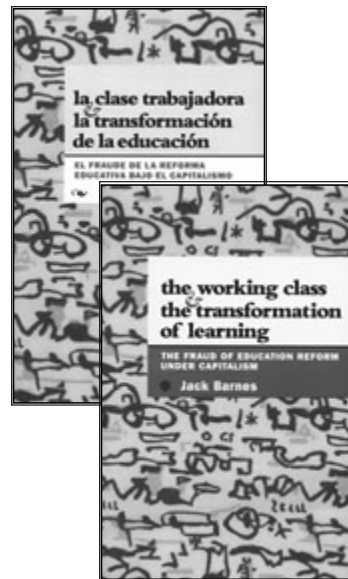 la clase trabajadora
&
la transformación
de la educación
EL FRAUDE DE LA REFORMA
EDUCATIVA BAJO EL CAPITALISMO
the working class
&
the transformation
of learning
THE FRAUD OF EDUCATION REFORM
UNDER CAPITALISM
Jack Barnes